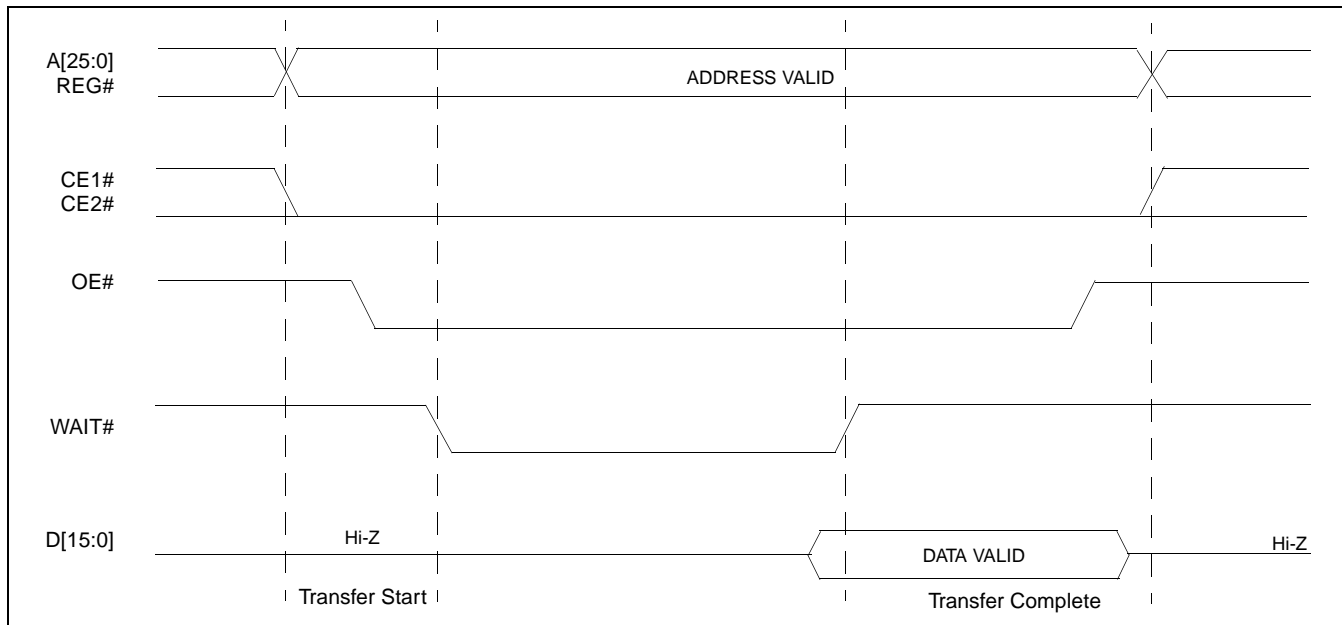 A[25:0]
REG#
ADDRESS VALID
CE1#
CE2#
OE#
WAIT#
D[15:0]
Hi-Z
DATA VALID
Hi-Z
Transfer Start
Transfer Complete